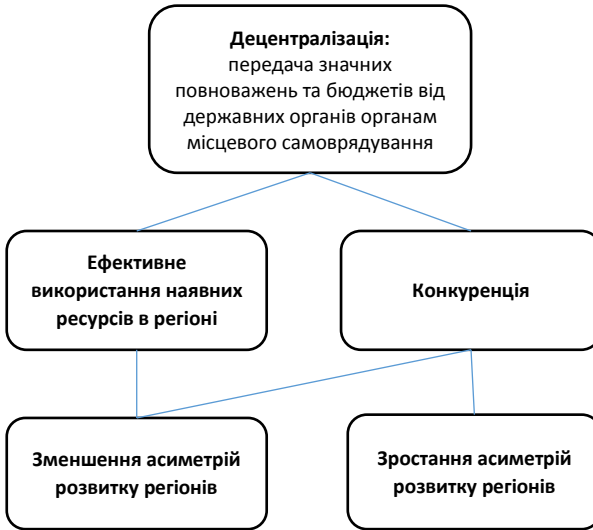 Децентралізація:
передача значних
повноважень та бюджетів від
державних органів органам
місцевого самоврядування
Ефективне
використання наявних
ресурсів в регіоні
Конкуренція
Зменшення асиметрій
розвитку регіонів
Зростання асиметрій
розвитку регіонів